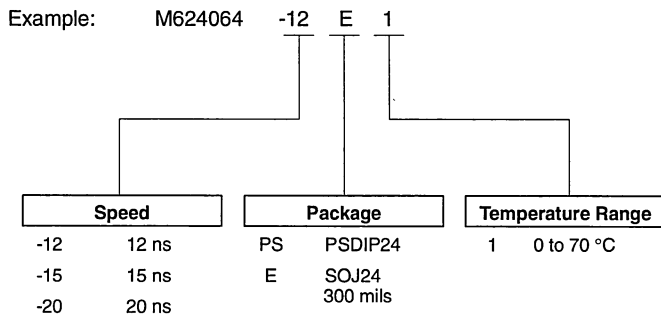 Example: M624064 -12 E 1
Speed Package Temperature Range
-12 12 ns PS PSDIP24 1 0 to 70 °C
-15 15 ns E SOJ24
300 mils
-20 20 ns